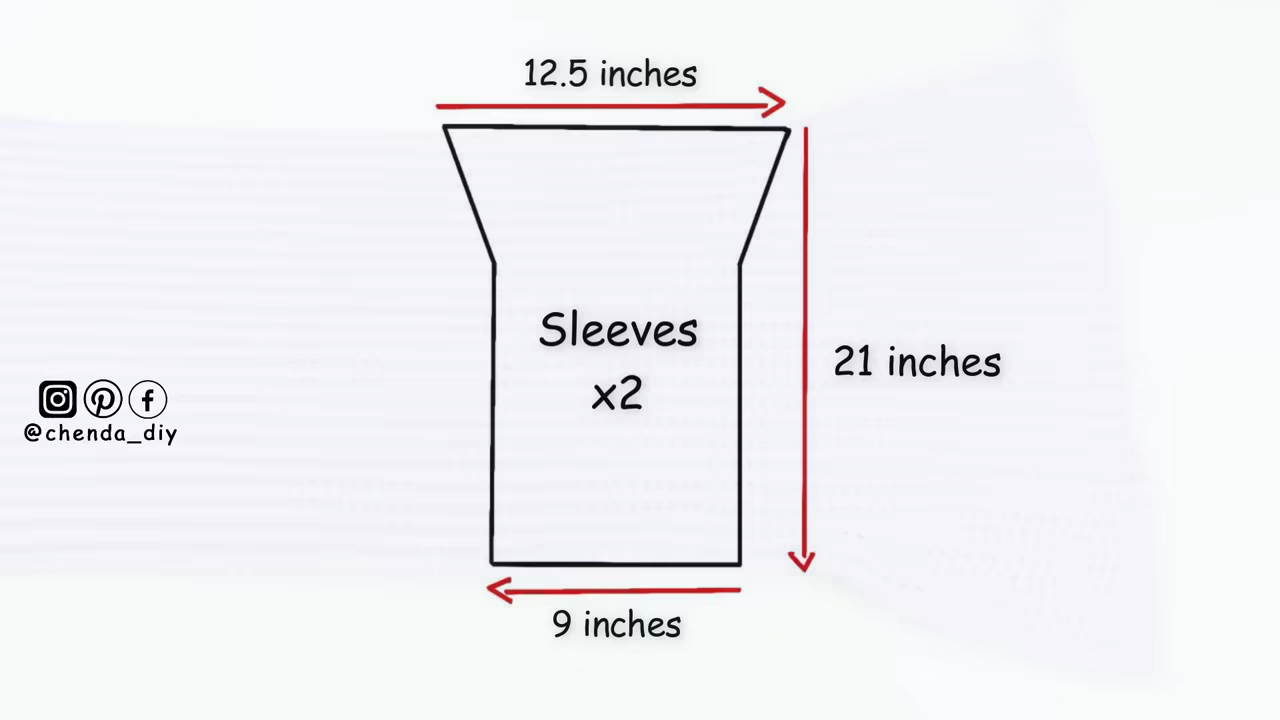 12.5 inches
Sleeves
x2
21 inches
@chenda_diy
9 inches